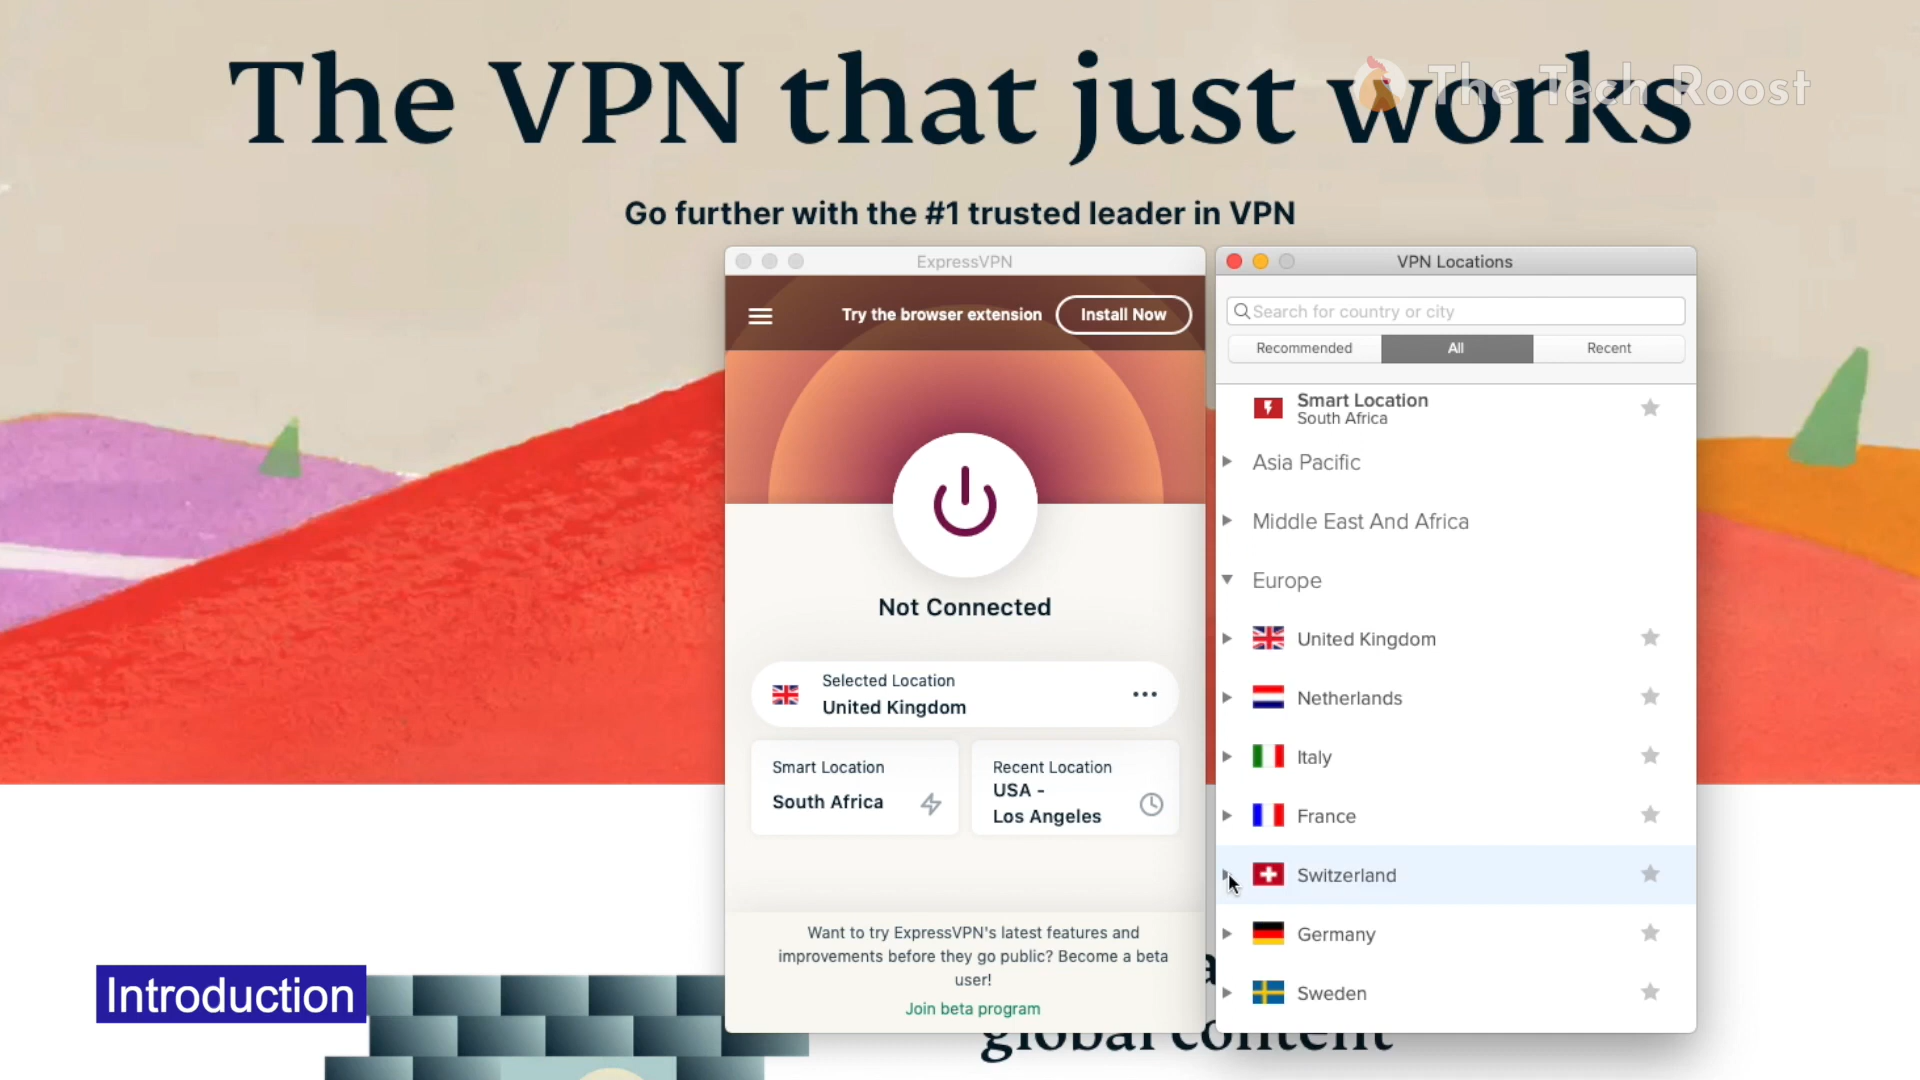 The VPN that just works
The Tech Roost
Go further with the #1 trusted leader in VPN
ExpressVPN
Try the browser extension
Install Now
Not Connected
Selected Location
United Kingdom
Smart Location
South Africa
Recent Location
USA -
Los Angeles
Want to try ExpressVPN's latest features and
improvements before they go public? Become a beta
user!
Join beta program
VPN Locations
Search for country or city
Recommended
All
Recent
Smart Location
South Africa
Asia Pacific
Middle East And Africa
Europe
United Kingdom
Netherlands
Italy
France
Switzerland
Germany
Sweden
Introduction
global content